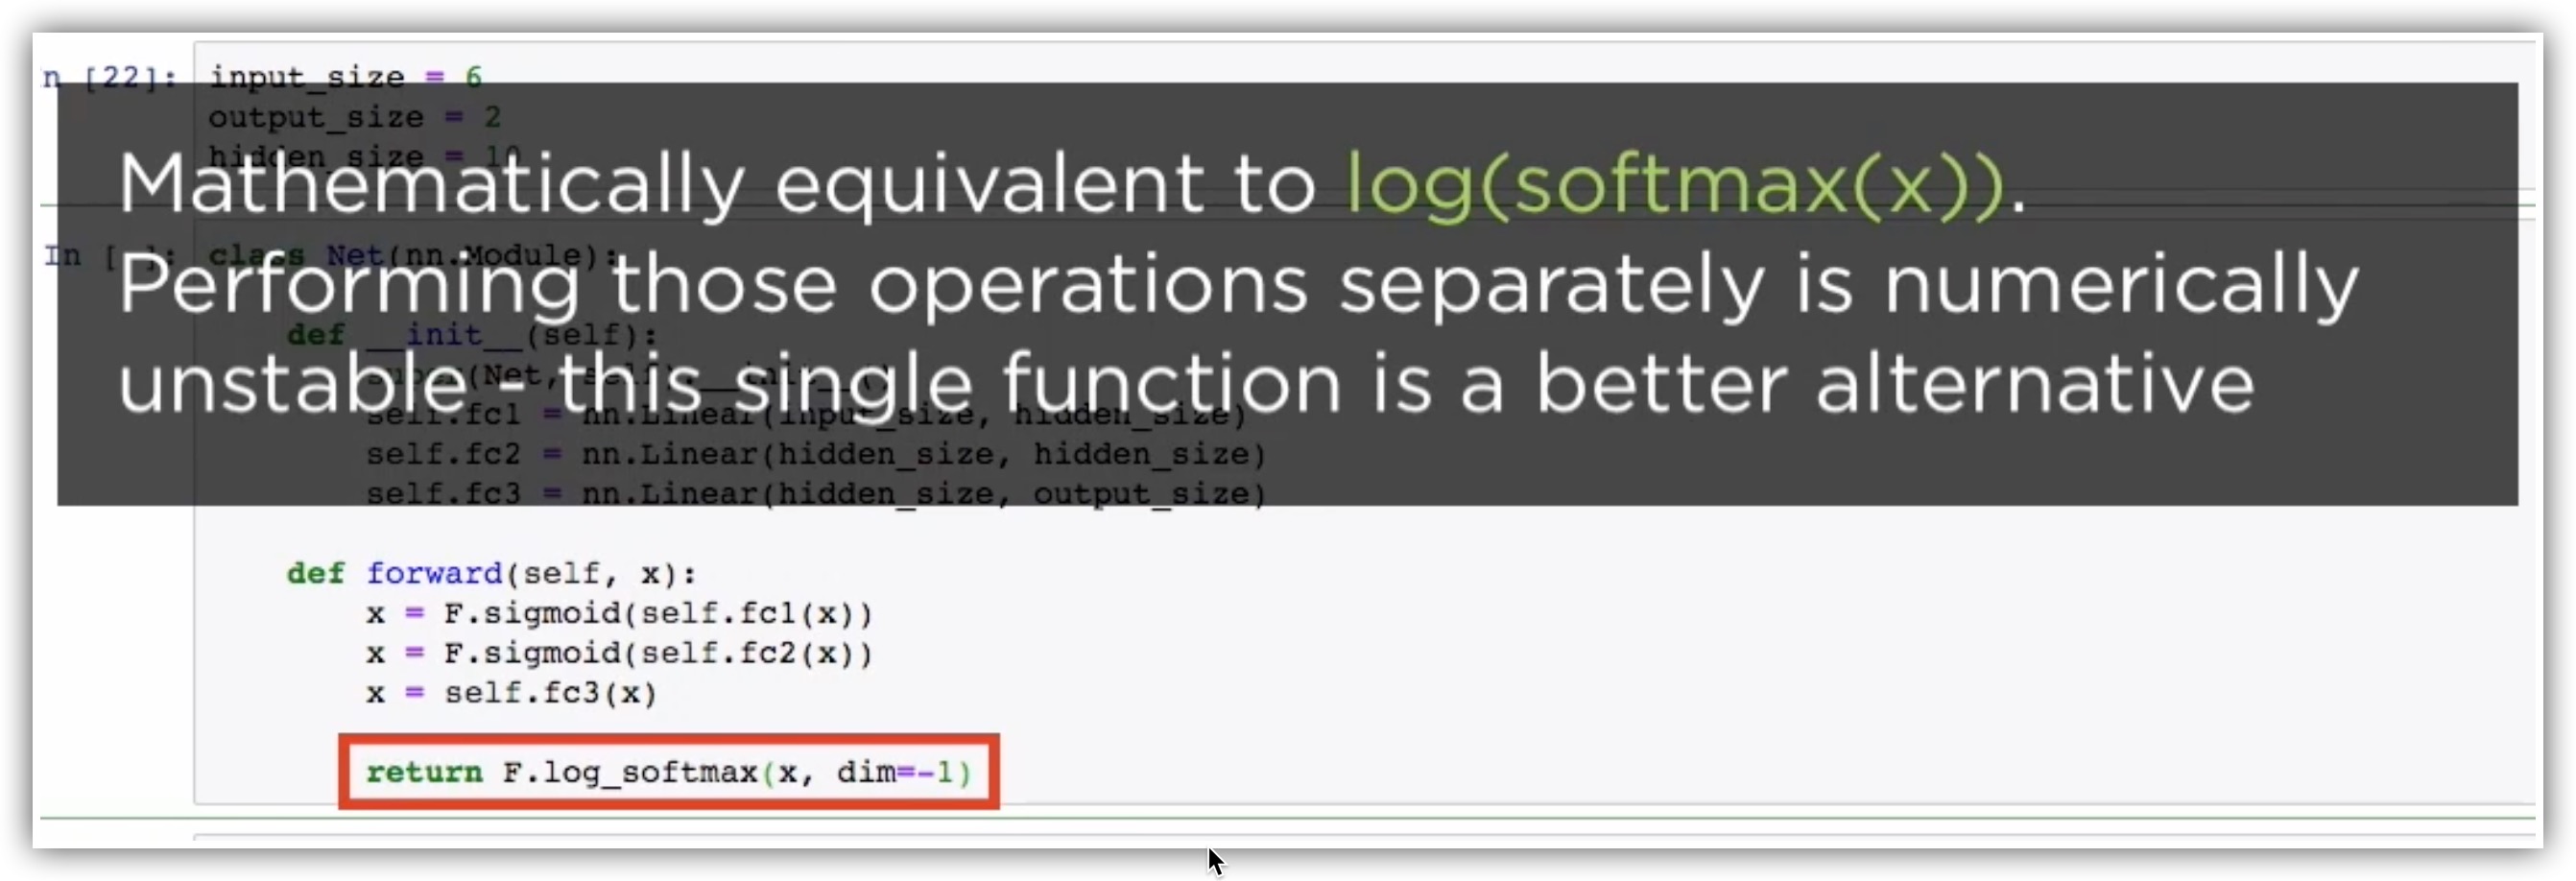 n [22]: input_size = 6
output_size = 2
hidden_size = 10
Mathematically equivalent to log(softmax(x)).
In [ ]: class Net(nn.Module):
Performing those operations separately is numerically
def __init__(self):
unstable - this single function is a better alternative
super(Net, self).__init__()
self.fc1 = nn.Linear(input_size, hidden_size)
self.fc2 = nn.Linear(hidden_size, hidden_size)
self.fc3 = nn.Linear(hidden_size, output_size)
def forward(self, x):
x = F.sigmoid(self.fc1(x))
x = F.sigmoid(self.fc2(x))
x = self.fc3(x)
return F.log_softmax(x, dim=-1)